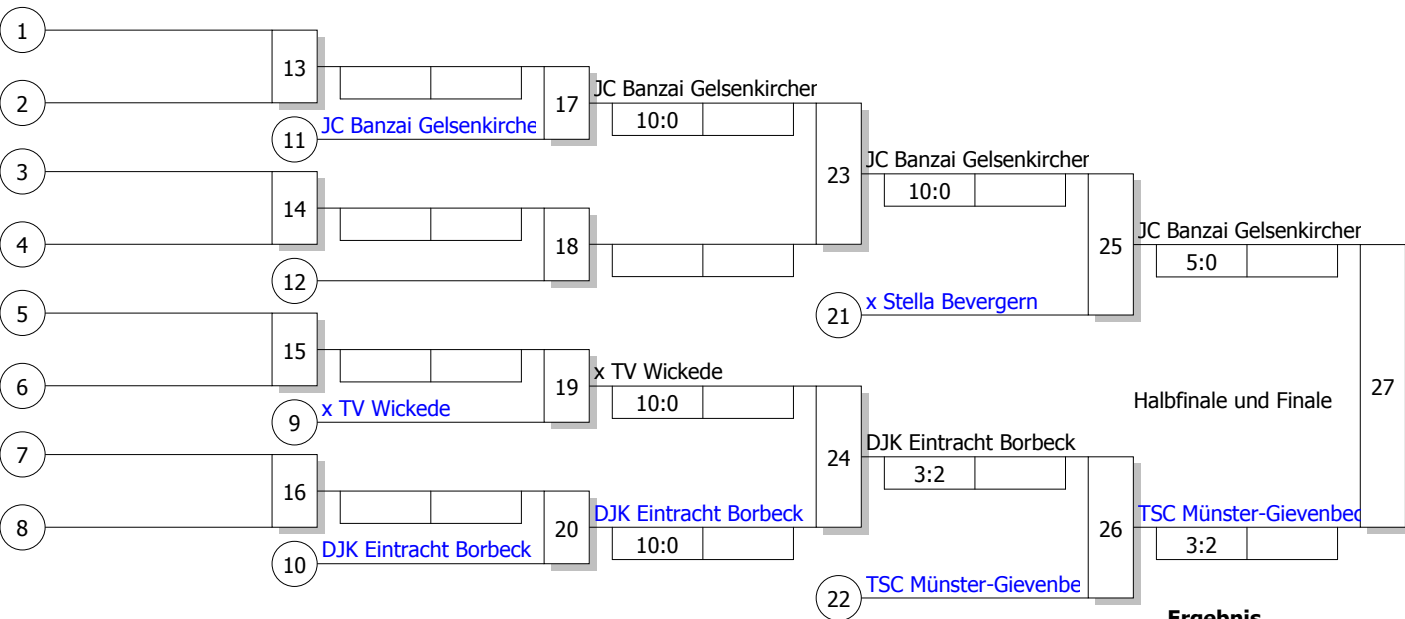 1
13
2
17
JC Banzai Gelsenkircher
10:0
11
JC Banzai Gelsenkirche
3
23
JC Banzai Gelsenkircher
10:0
14
4
18
12
25
JC Banzai Gelsenkircher
5:0
5
21
x Stella Bevergern
15
6
19
x TV Wickede
10:0
9
x TV Wickede
Halbfinale und Finale
27
7
24
DJK Eintracht Borbeck
3:2
16
8
20
DJK Eintracht Borbeck
10:0
10
DJK Eintracht Borbeck
26
TSC Münster-Gievenbec
3:2
22
TSC Münster-Gievenbe
Ergebnis